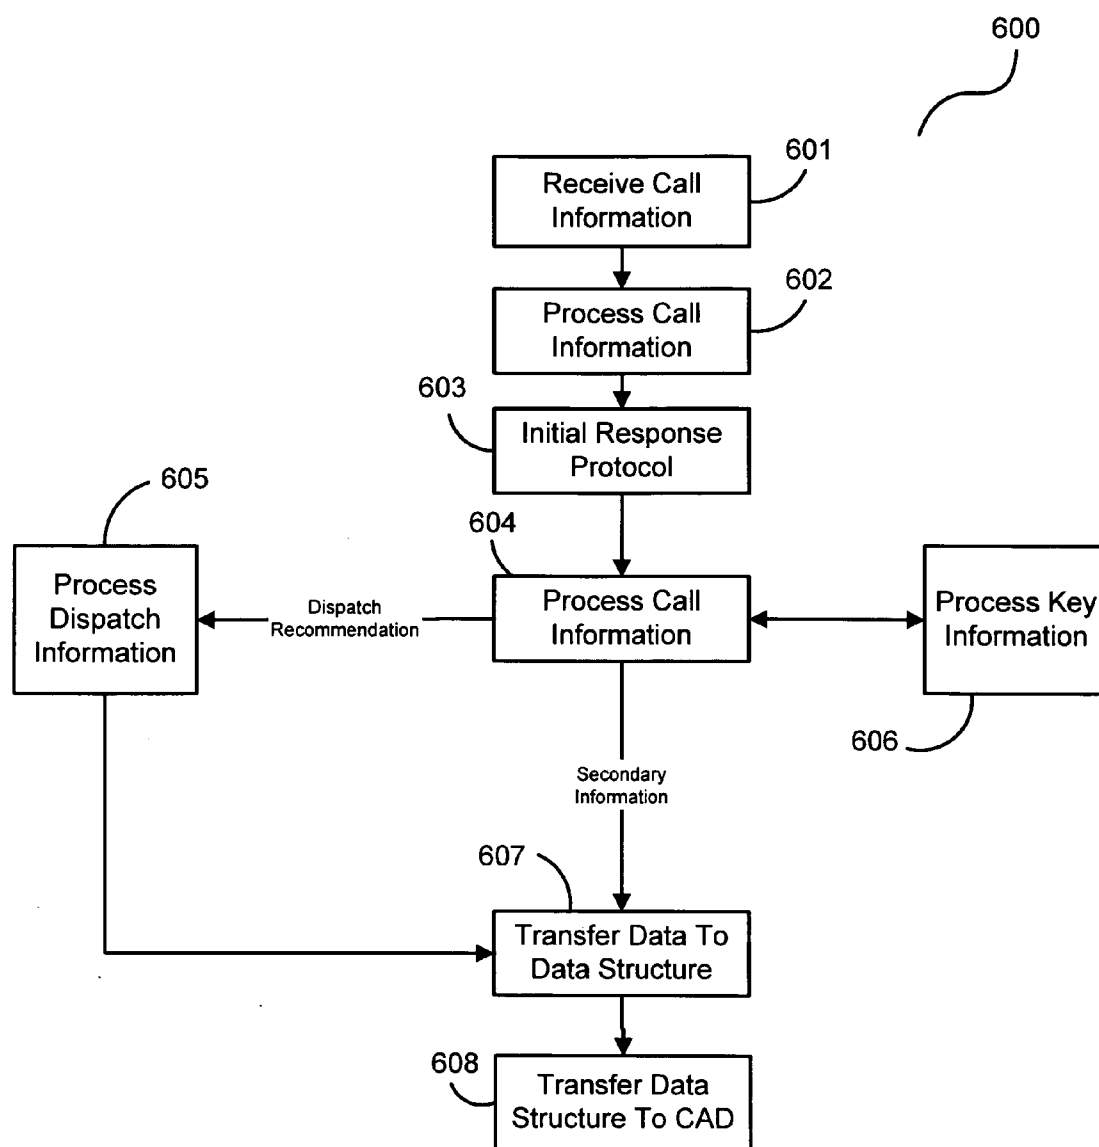 600
601
Receive Call
Information
602
Process Call
Information
603
Initial Response
Protocol
604
Process Call
Information
605
Process
Dispatch
Information
Dispatch
Recommendation
Process Key
Information
606
Secondary
Information
607
Transfer Data To
Data Structure
608
Transfer Data
Structure To CAD